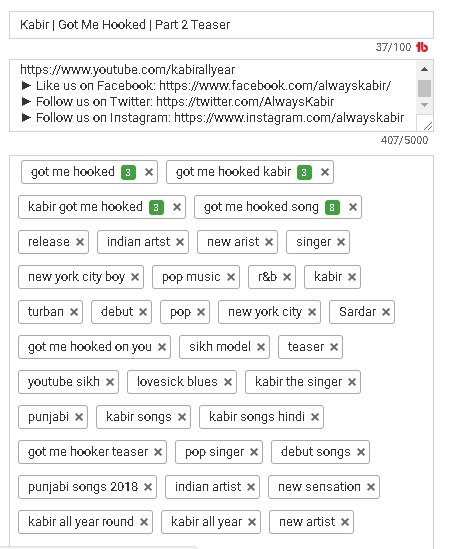 Kabir | Got Me Hooked | Part 2 Teaser
37/100 tb
https://www.youtube.com/kabirallyear
► Like us on Facebook: https://www.facebook.com/alwayskabir/
► Follow us on Twitter: https://twitter.com/AlwaysKabir
► Follow us on Instagram: https://www.instagram.com/alwayskabir
407/5000
got me hooked 3 × got me hooked kabir 3 ×
kabir got me hooked 3 × got me hooked song 8 ×
release × indian artst × new arist × singer ×
new york city boy × pop music × r&b × kabir ×
turban × debut × pop × new york city × Sardar ×
got me hooked on you × sikh model × teaser ×
youtube sikh × lovesick blues × kabir the singer ×
punjabi × kabir songs × kabir songs hindi ×
got me hooker teaser × pop singer × debut songs ×
punjabi songs 2018 × indian artist × new sensation ×
kabir all year round × kabir all year × new artist ×